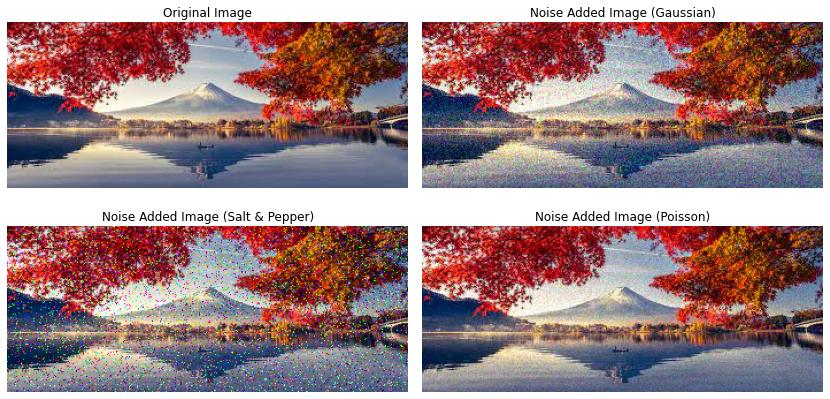 Original Image
Noise Added Image (Gaussian)
Noise Added Image (Salt & Pepper)
Noise Added Image (Poisson)